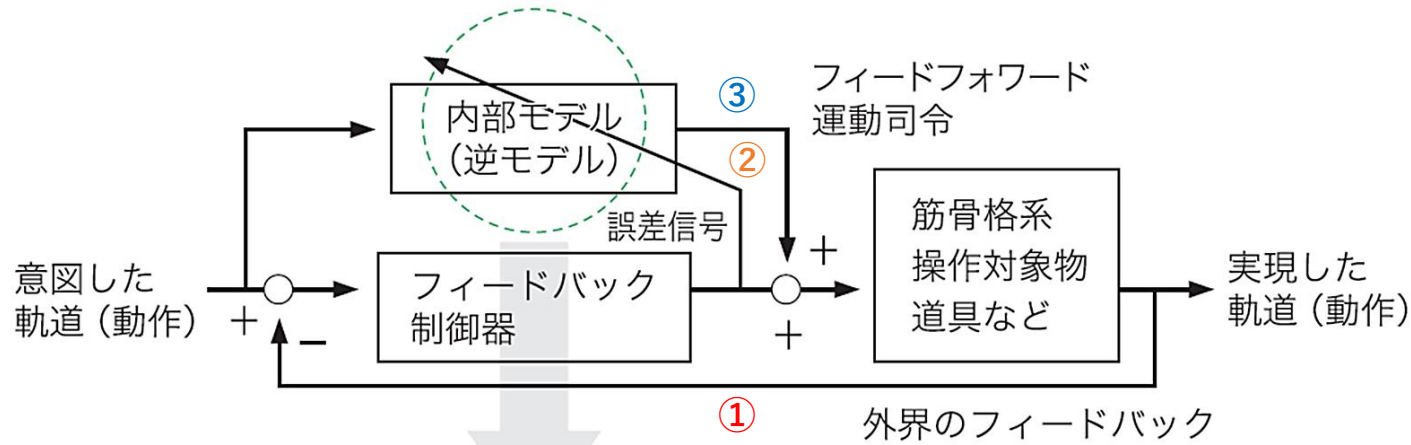 ③
フィードフォワード
運動司令
内部モデル
(逆モデル)
②
誤差信号
筋骨格系
操作対象物
道具など
+
意図した
軌道(動作)
+
−
フィードバック
制御器
+
実現した
軌道(動作)
①
外界のフィードバック